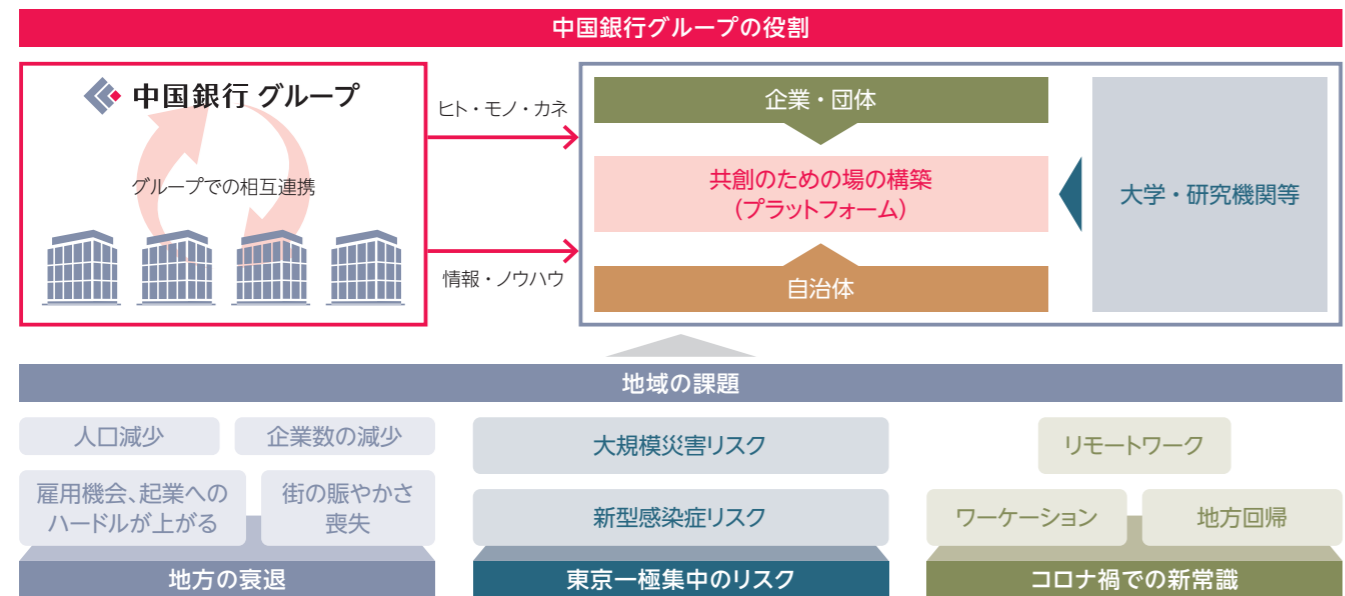 中国銀行グループの役割
中国銀行 グループ
グループでの相互連携
ヒト・モノ・カネ
情報・ノウハウ
企業・団体
共創のための場の構築
(プラットフォーム)
自治体
大学・研究機関等
地域の課題
人口減少
企業数の減少
雇用機会、起業への
ハードルが上がる
街の賑やかさ
喪失
地方の衰退
大規模災害リスク
新型感染症リスク
東京一極集中のリスク
リモートワーク
ワーケーション
地方回帰
コロナ禍での新常識